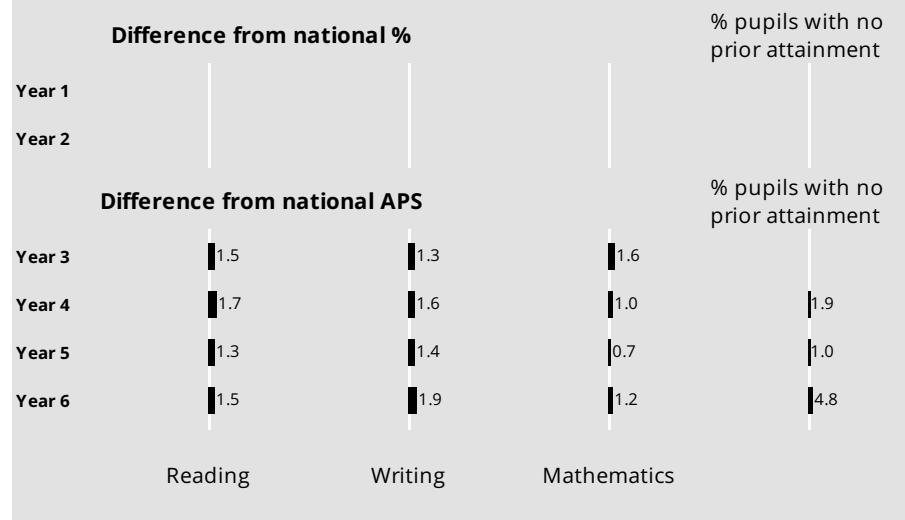 Difference from national %
% pupils with no
prior attainment
Year 1
Year 2
Difference from national APS
% pupils with no
prior attainment
Year 3 1.5 1.3 1.6
Year 4 1.7 1.6 1.0 1.9
Year 5 1.3 1.4 0.7 1.0
Year 6 1.5 1.9 1.2 4.8
Reading Writing Mathematics